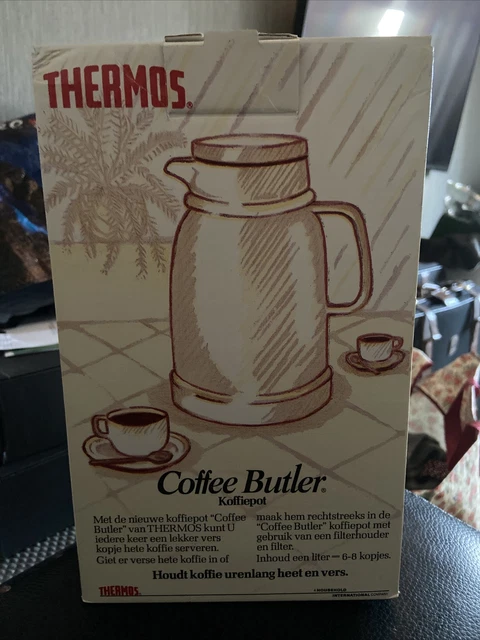 THERMOS®
Coffee Butler®
Koffiepot
Met de nieuwe koffiepot "Coffee
Butler" van THERMOS kunt U
iedere keer een lekker vers
kopje hete koffie serveren.
Giet er verse hete koffie in of
maak hem rechtstreeks in de
"Coffee Butler" koffiepot met
gebruik van een filterhouder
en filter.
Inhoud een liter = 6-8 kopjes.
Houdt koffie urenlang heet en vers.
THERMOS®
HOUSEHOLD
INTERNATIONAL